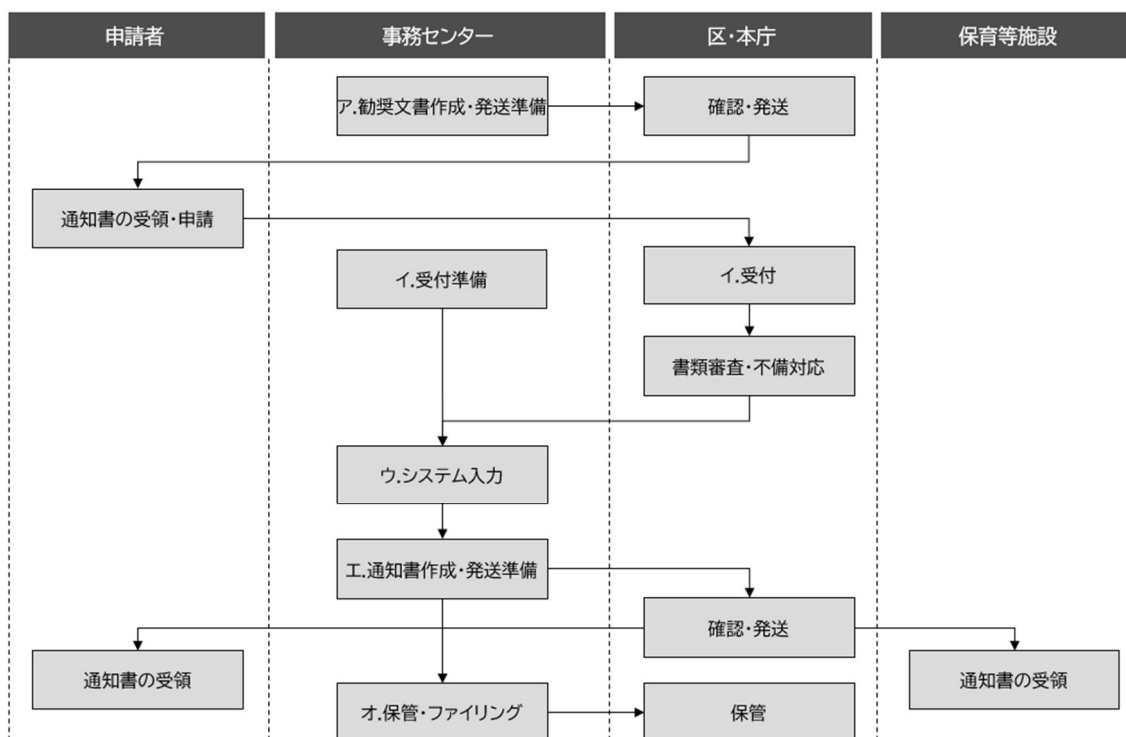 申請者
事務センター
区・本庁
保育等施設
ア.勧奨文書作成・発送準備
確認・発送
通知書の受領・申請
イ.受付準備
イ.受付
書類審査・不備対応
ウ.システム入力
エ.通知書作成・発送準備
確認・発送
通知書の受領
通知書の受領
オ.保管・ファイリング
保管